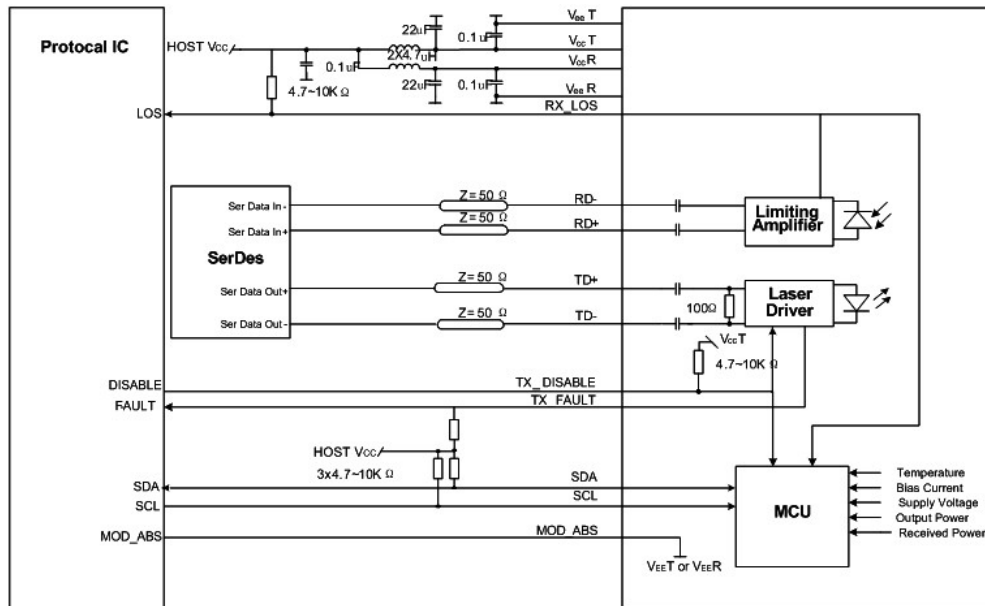 Protocal IC
HOST Vcc
22uF
0.1uF
VeeT
VccT
2X4.7uH
VccR
0.1uF
4.7~10KΩ
22uF
0.1uF
VeeR
LOS
RX_LOS
Z=50 Ω
RD-
Ser Data In-
Z=50 Ω
RD+
Ser Data In+
Limiting
Amplifier
SerDes
Z=50 Ω
TD+
Ser Data Out+
100Ω
Laser
Driver
Z=50 Ω
TD-
Ser Data Out-
VccT
4.7~10KΩ
DISABLE
TX_DISABLE
FAULT
TX_FAULT
HOST Vcc
3x4.7~10KΩ
SDA
SDA
SCL
SCL
MCU
Temperature
Bias Current
Supply Voltage
Output Power
Received Power
MOD_ABS
MOD_ABS
VEET or VEER